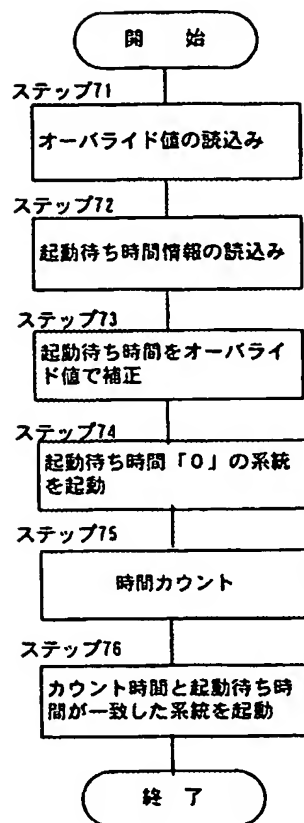 開 始
ステップ71
オーバライド値の読込み
ステップ72
起動待ち時間情報の読込み
ステップ73
起動待ち時間をオーバライ
ド値で補正
ステップ74
起動待ち時間「0」の系統
を起動
ステップ75
時間カウント
ステップ76
カウント時間と起動待ち時
間が一致した系統を起動
終 了